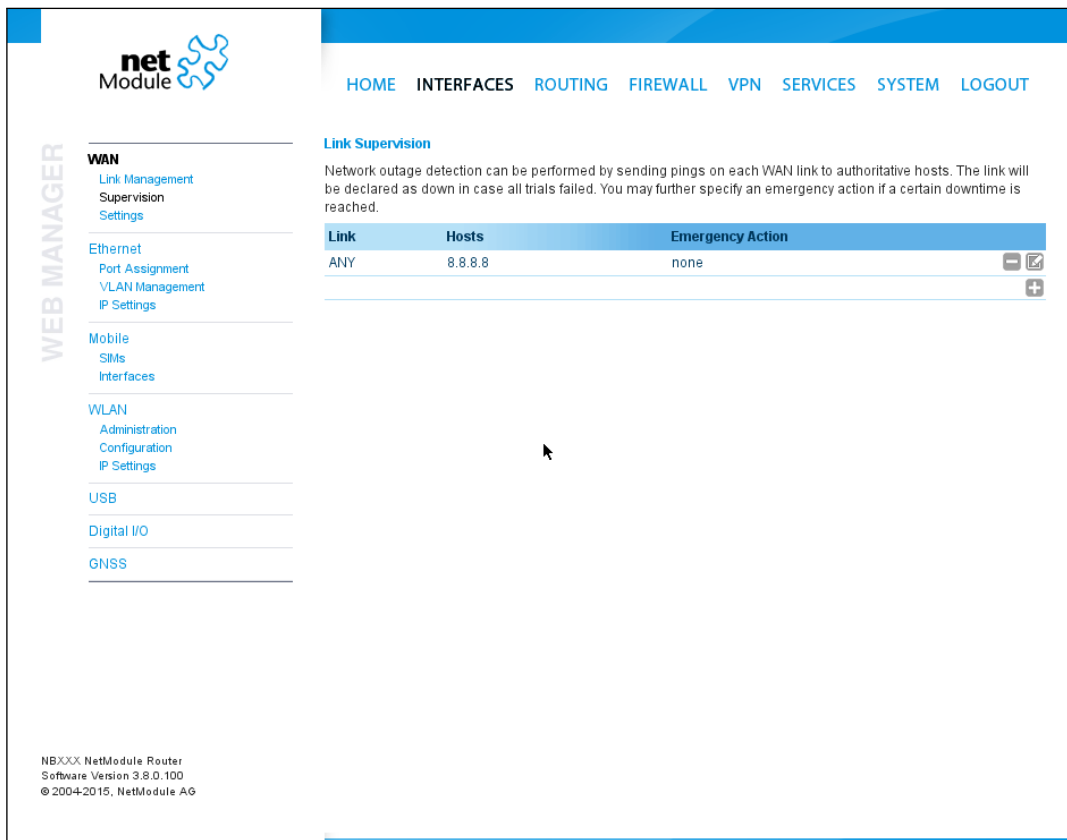 net
Module
HOME INTERFACES ROUTING FIREWALL VPN SERVICES SYSTEM LOGOUT
WEB MANAGER
WAN
Link Management
Supervision
Settings
Ethernet
Port Assignment
VLAN Management
IP Settings
Mobile
SIMs
Interfaces
WLAN
Administration
Configuration
IP Settings
USB
Digital I/O
GNSS
Link Supervision
Network outage detection can be performed by sending pings on each WAN link to authoritative hosts. The link will
be declared as down in case all trials failed. You may further specify an emergency action if a certain downtime is
reached.
Link Hosts Emergency Action
ANY 8.8.8.8 none
NBXXX NetModule Router
Software Version 3.8.0.100
© 2004-2015, NetModule AG